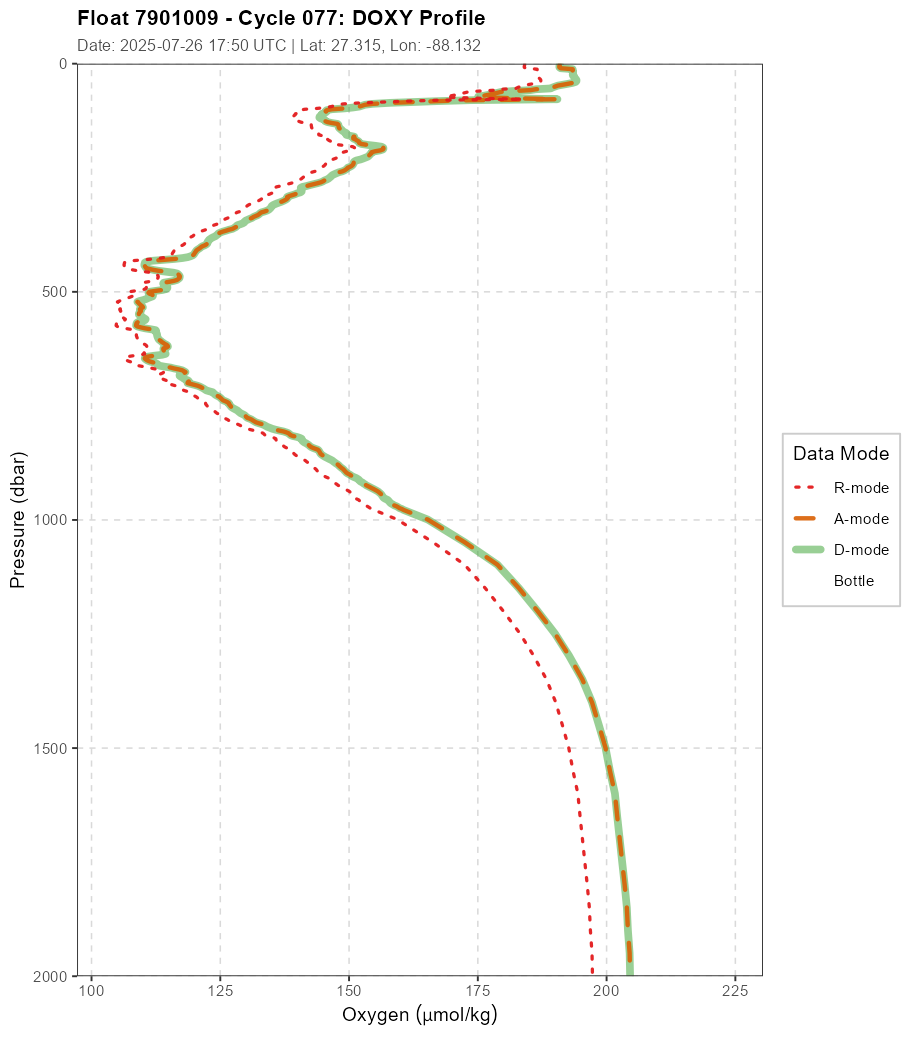 Float 7901009 - Cycle 077: DOXY Profile
Date: 2025-07-26 17:50 UTC | Lat: 27.315, Lon: -88.132
0
500
1000
1500
2000
Pressure (dbar)
100 125 150 175 200 225
Oxygen (μmol/kg)
Data Mode
R-mode
A-mode
D-mode
Bottle